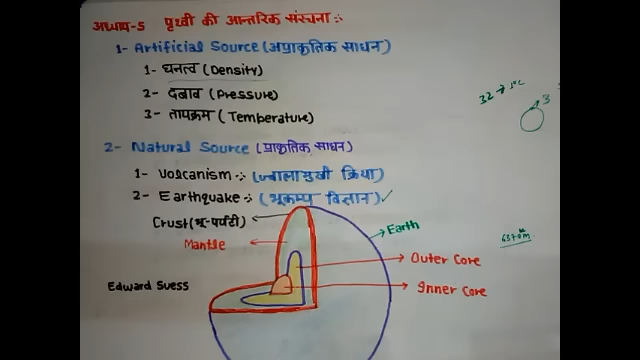 अध्याय-5 पृथ्वी की आन्तरिक संरचना :-
1- Artificial Source (अप्राकृतिक साधन)
1- घनत्व (Density)
2- दबाव (Pressure)
3- तापक्रम (Temperature)
32 → 1°C
2- Natural Source (प्राकृतिक साधन)
1- Volcanism :- (ज्वालामुखी क्रिया)
2- Earthquake :- (भूकम्प विज्ञान) ✓
Crust (भू-पर्पटी)
Earth
Mantle
Outer Core
Edward Suess
Inner Core